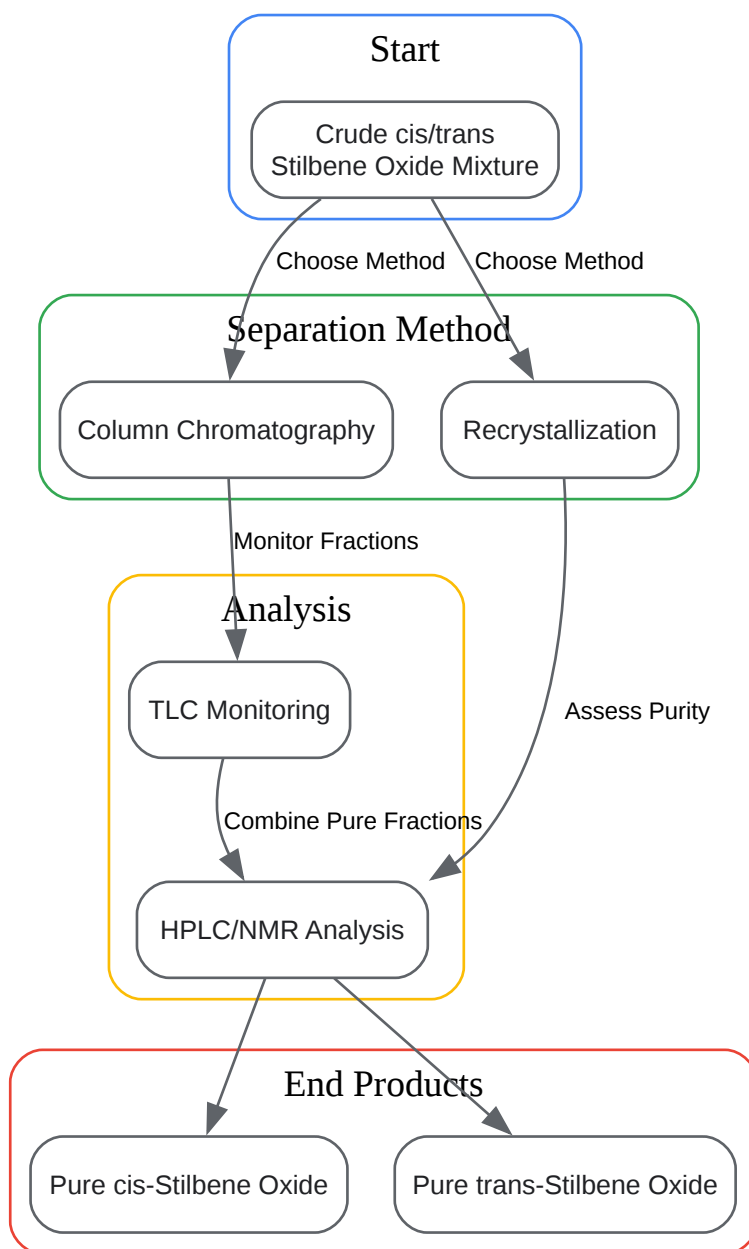 Start
Crude cis/trans
Stilbene Oxide Mixture
Choose Method
Choose Method
Separation Method
Column Chromatography
Recrystallization
Monitor Fractions
Analysis
TLC Monitoring
Assess Purity
Combine Pure Fractions
HPLC/NMR Analysis
End Products
Pure cis-Stilbene Oxide
Pure trans-Stilbene Oxide